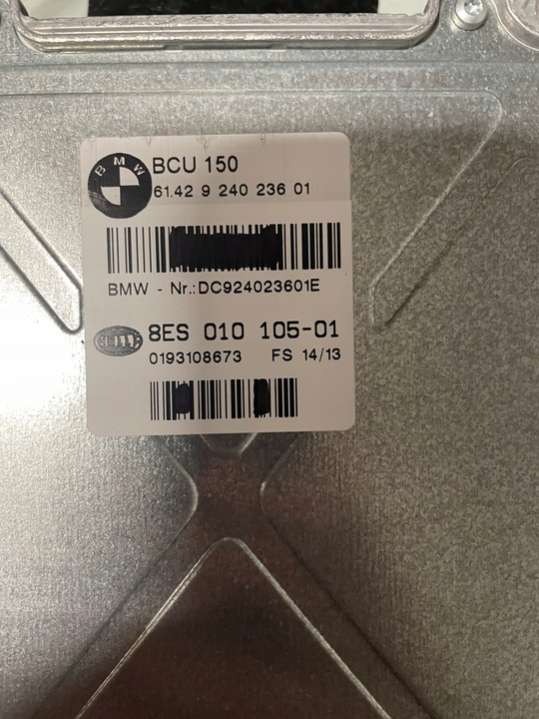 BMW
BCU 150
61.42 9 240 236 01
BMW - Nr.:DC924023601E
HELLA
8ES 010 105-01
0193108673 FS 14/13